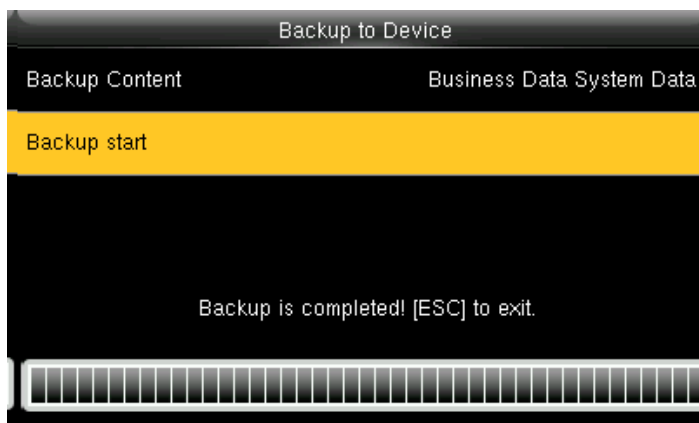 Backup to Device
Backup Content Business Data System Data
Backup start
Backup is completed! [ESC] to exit.